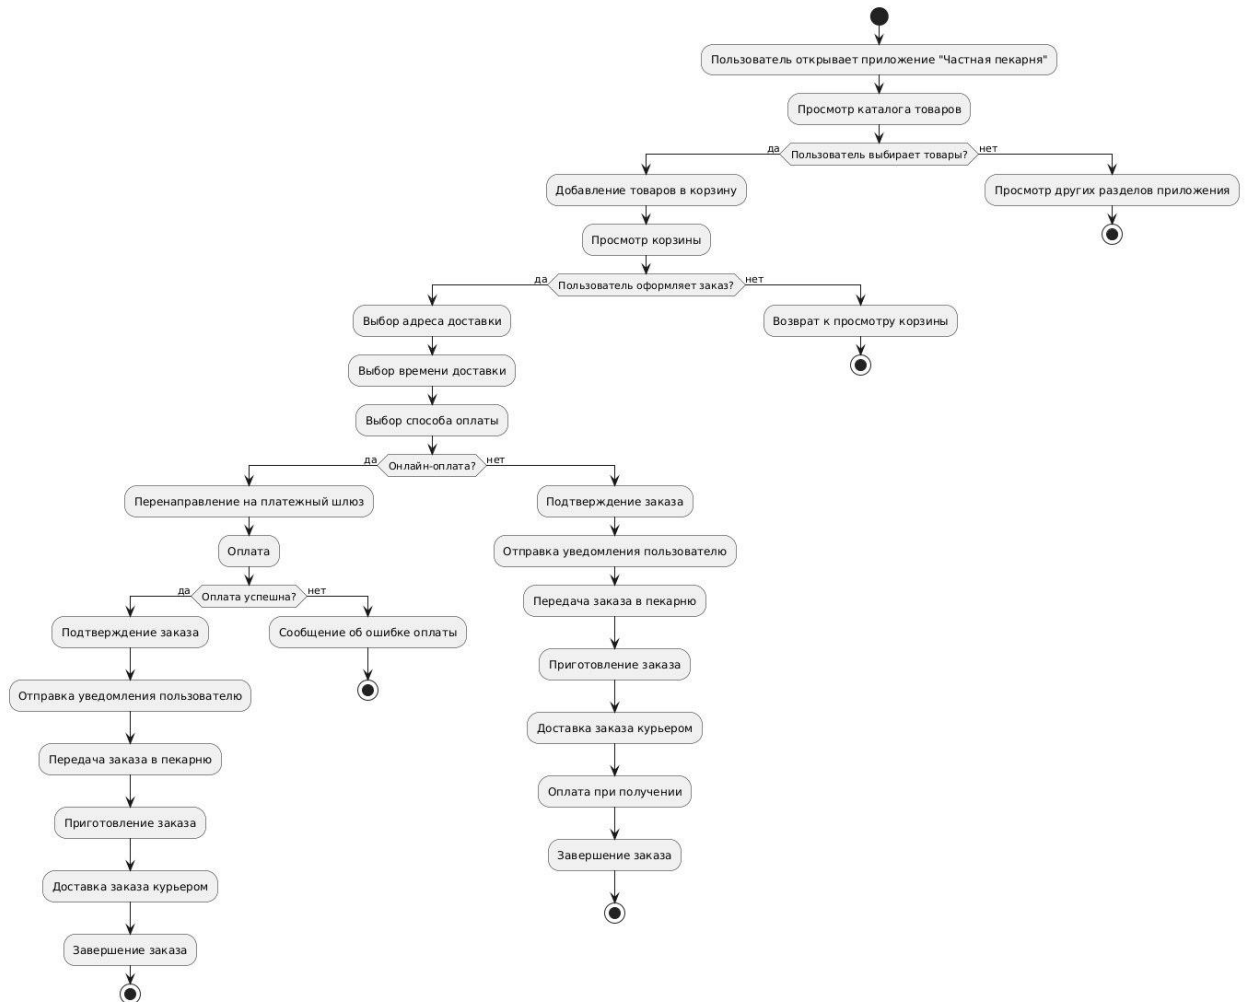 Пользователь открывает приложение "Частная пекарня"
Просмотр каталога товаров
да
Пользователь выбирает товары?
нет
Добавление товаров в корзину
Просмотр других разделов приложения
Просмотр корзины
да
Пользователь оформляет заказ?
нет
Выбор адреса доставки
Возврат к просмотру корзины
Выбор времени доставки
Выбор способа оплаты
да
Онлайн-оплата?
нет
Перенаправление на платежный шлюз
Подтверждение заказа
Оплата
Отправка уведомления пользователю
да
Оплата успешна?
нет
Передача заказа в пекарню
Подтверждение заказа
Сообщение об ошибке оплаты
Приготовление заказа
Отправка уведомления пользователю
Доставка заказа курьером
Передача заказа в пекарню
Оплата при получении
Приготовление заказа
Завершение заказа
Доставка заказа курьером
Завершение заказа